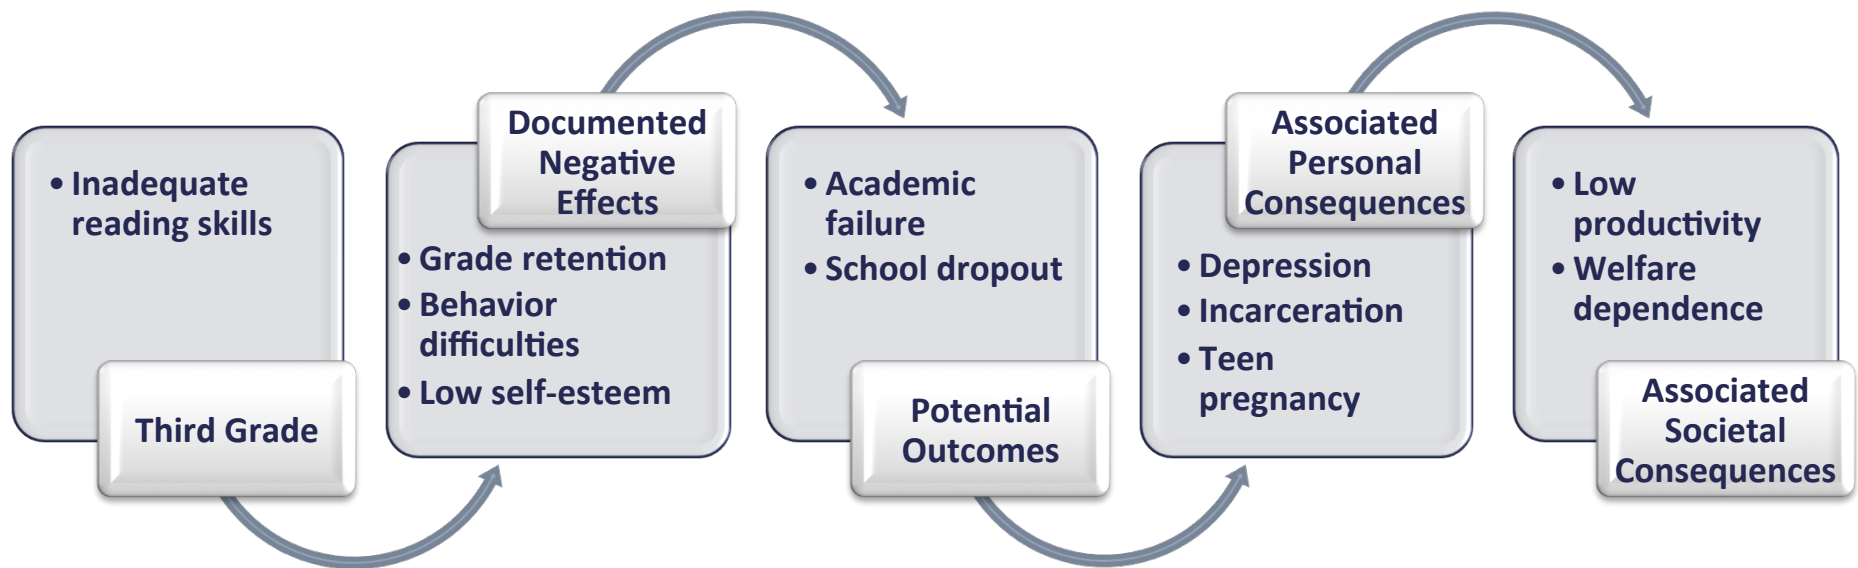 • Inadequate
reading skills
Third Grade
Documented
Negative
Effects
• Grade retention
• Behavior
difficulties
• Low self-esteem
• Academic
failure
• School dropout
Potential
Outcomes
Associated
Personal
Consequences
• Depression
• Incarceration
• Teen
pregnancy
• Low
productivity
• Welfare
dependence
Associated
Societal
Consequences